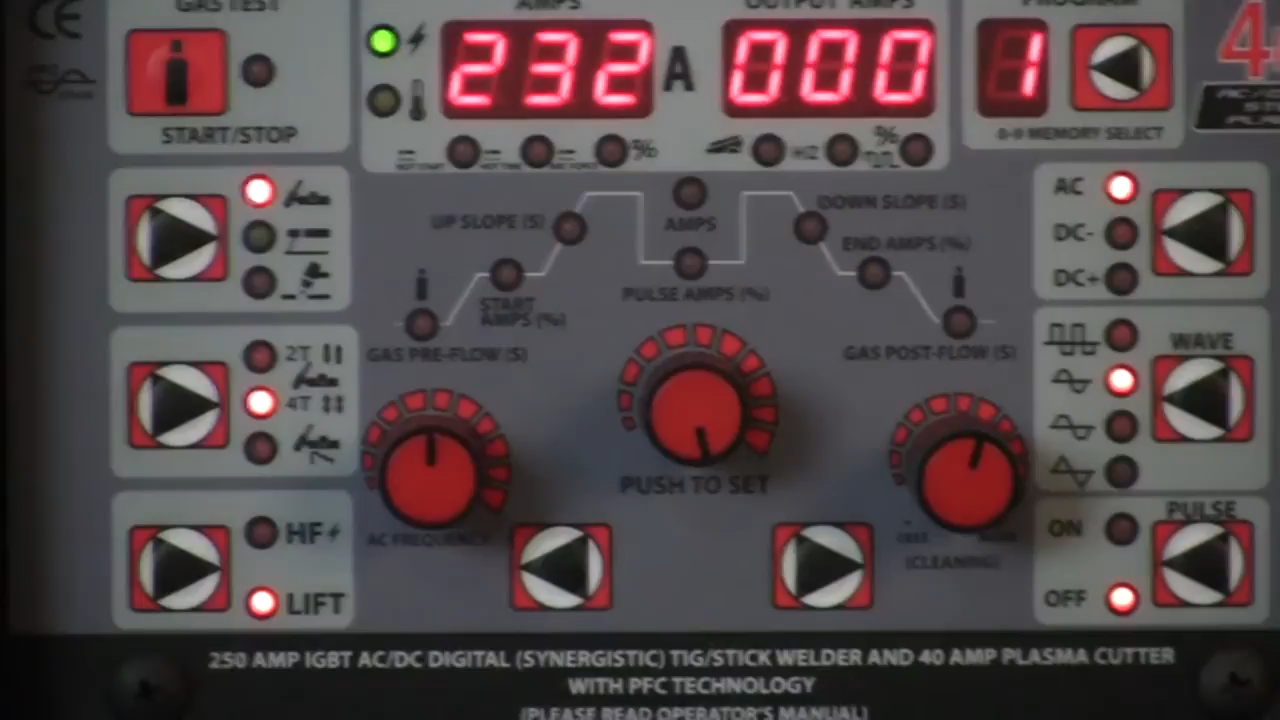 CE
GAS TEST
AMPS
OUTPUT AMPS
PROGRAM
232 A
000
1
4
START/STOP
%
HZ
%
0-9 MEMORY SELECT
UP SLOPE (S)
AMPS
DOWN SLOPE (S)
AC
DC-
DC+
END AMPS (%)
PULSE AMPS (%)
START
AMPS (%)
GAS PRE-FLOW (S)
GAS POST-FLOW (S)
WAVE
2T
4T
PUSH TO SET
HF
LIFT
AC FREQUENCY
(CLEANING)
PULSE
ON
OFF
250 AMP IGBT AC/DC DIGITAL (SYNERGISTIC) TIG/STICK WELDER AND 40 AMP PLASMA CUTTER
WITH PFC TECHNOLOGY
(PLEASE READ OPERATOR'S MANUAL)